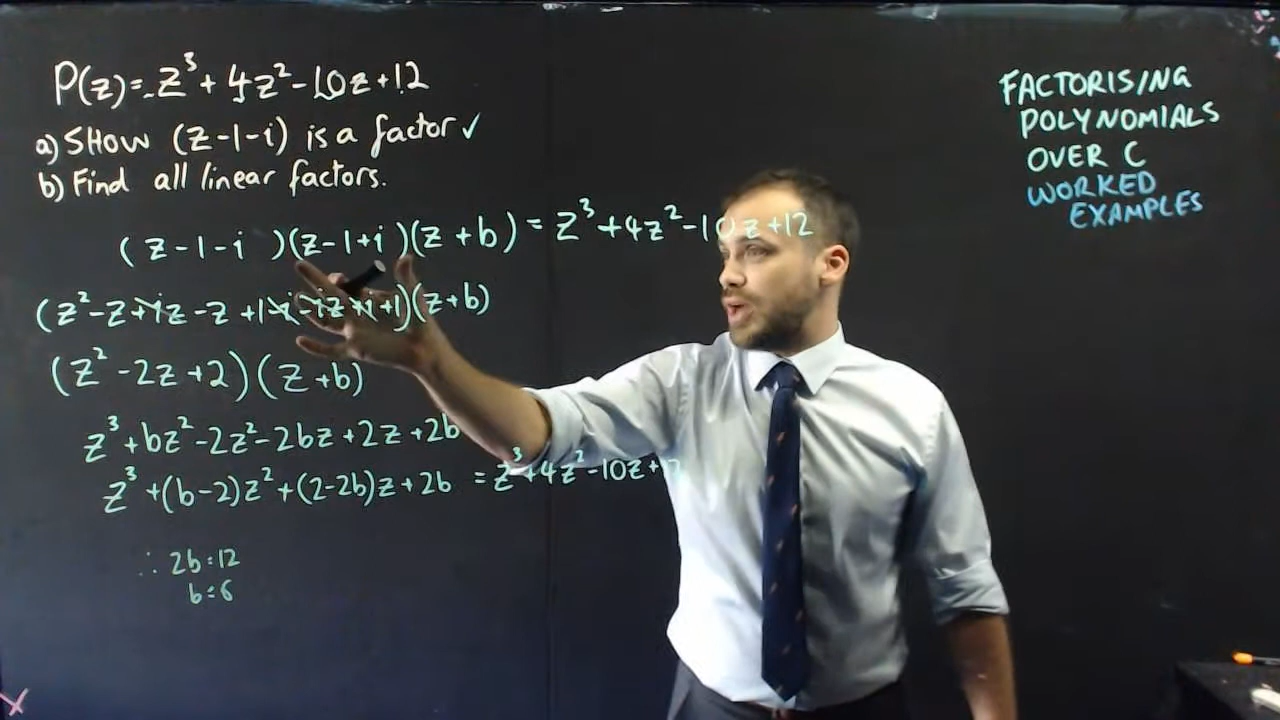 P(z)=z³+4z²-10z+12
a) SHOW (z-1-i) is a factor ✓
b) Find all linear factors.
(z-1-i )(z-1+i )(z+b) = z³+4z²-10z+12
(z²-z+iz-z+1-i-iz+i+1)(z+b)
(z²-2z+2)(z+b)
z³+bz²-2z²-2bz+2z+2b
z³+(b-2)z²+(2-2b)z+2b = z³+4z²-10z+
∴ 2b=12
b=6
FACTORISING
POLYNOMIALS
OVER C
WORKED
EXAMPLES